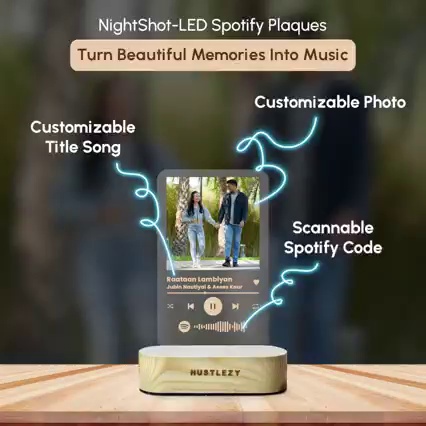 NightShot-LED Spotify Plaques
Turn Beautiful Memories Into Music
Customizable Photo
Customizable
Title Song
Scannable
Spotify Code
Raataan Lambiyan
Jubin Nautiyal & Asees Kaur
HUSTLEZY